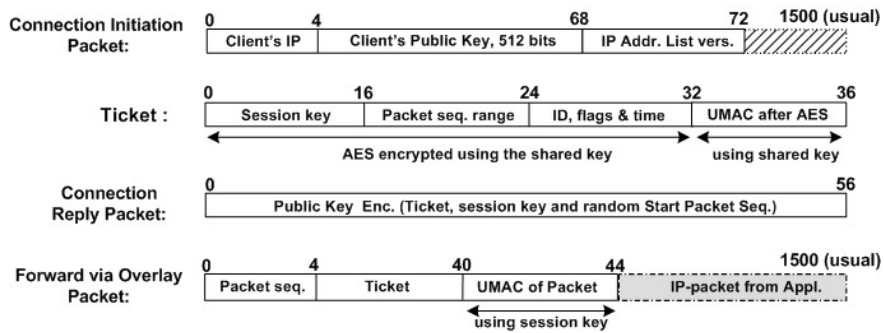 0 4 68 72 1500 (usual)
Connection Initiation
Packet:
Client's IP Client's Public Key, 512 bits IP Addr. List vers.
0 16 24 32 36
Ticket : Session key Packet seq. range ID, flags & time UMAC after AES
AES encrypted using the shared key using shared key
Connection
Reply Packet:
0 56
Public Key Enc. (Ticket, session key and random Start Packet Seq.)
0 4 40 44 1500 (usual)
Forward via Overlay
Packet:
Packet seq. Ticket UMAC of Packet IP-packet from Appl.
using session key